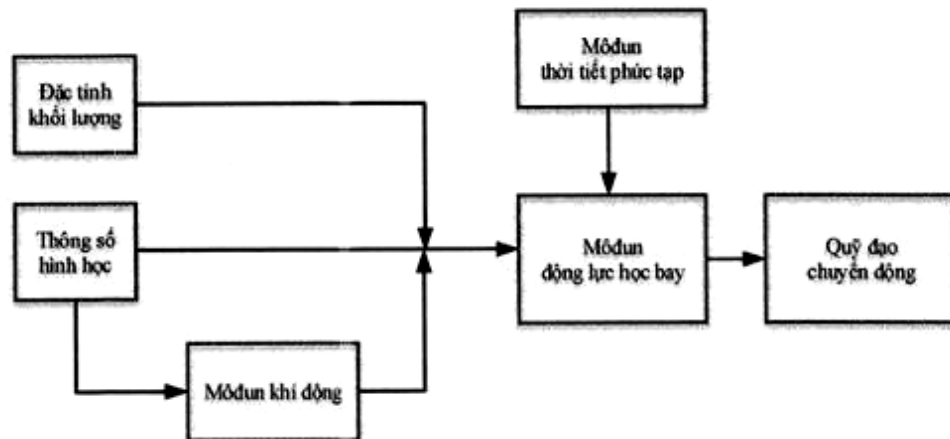 Môđun
thời tiết phức tạp
Đặc tính
khối lượng
Thông số
hình học
Môđun
động lực học bay
Quỹ đạo
chuyển động
Môđun khí động